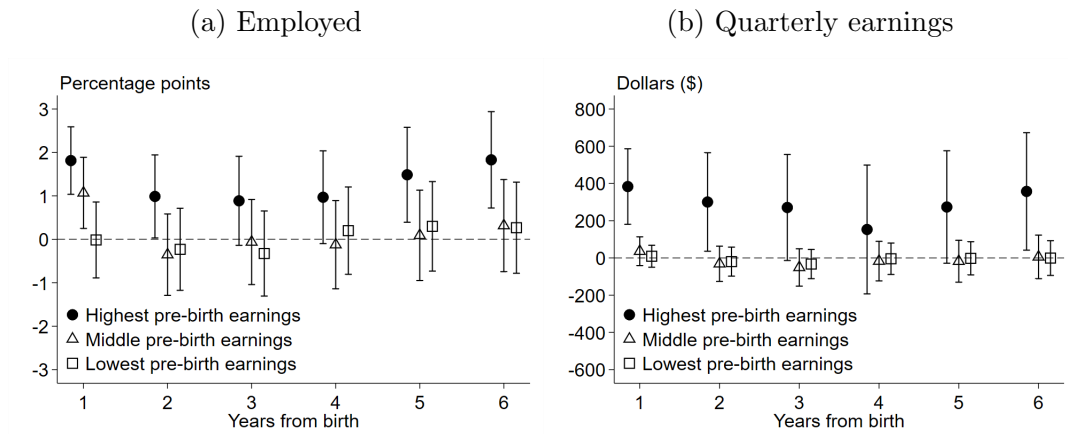 (a) Employed
Percentage points
3
2
1
0
-1
-2
-3
Highest pre-birth earnings
Middle pre-birth earnings
Lowest pre-birth earnings
1 2 3 4 5 6
Years from birth
(b) Quarterly earnings
Dollars ($)
800
600
400
200
0
-200
-400
-600
Highest pre-birth earnings
Middle pre-birth earnings
Lowest pre-birth earnings
1 2 3 4 5 6
Years from birth